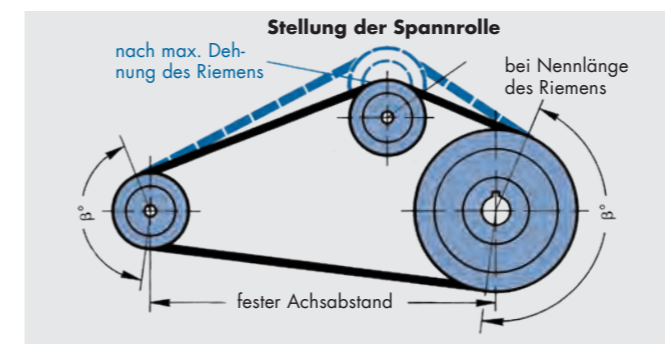 Stellung der Spannrolle
nach max. Deh-
nung des Riemens
bei Nennlänge
des Riemens
β°
β°
fester Achsabstand